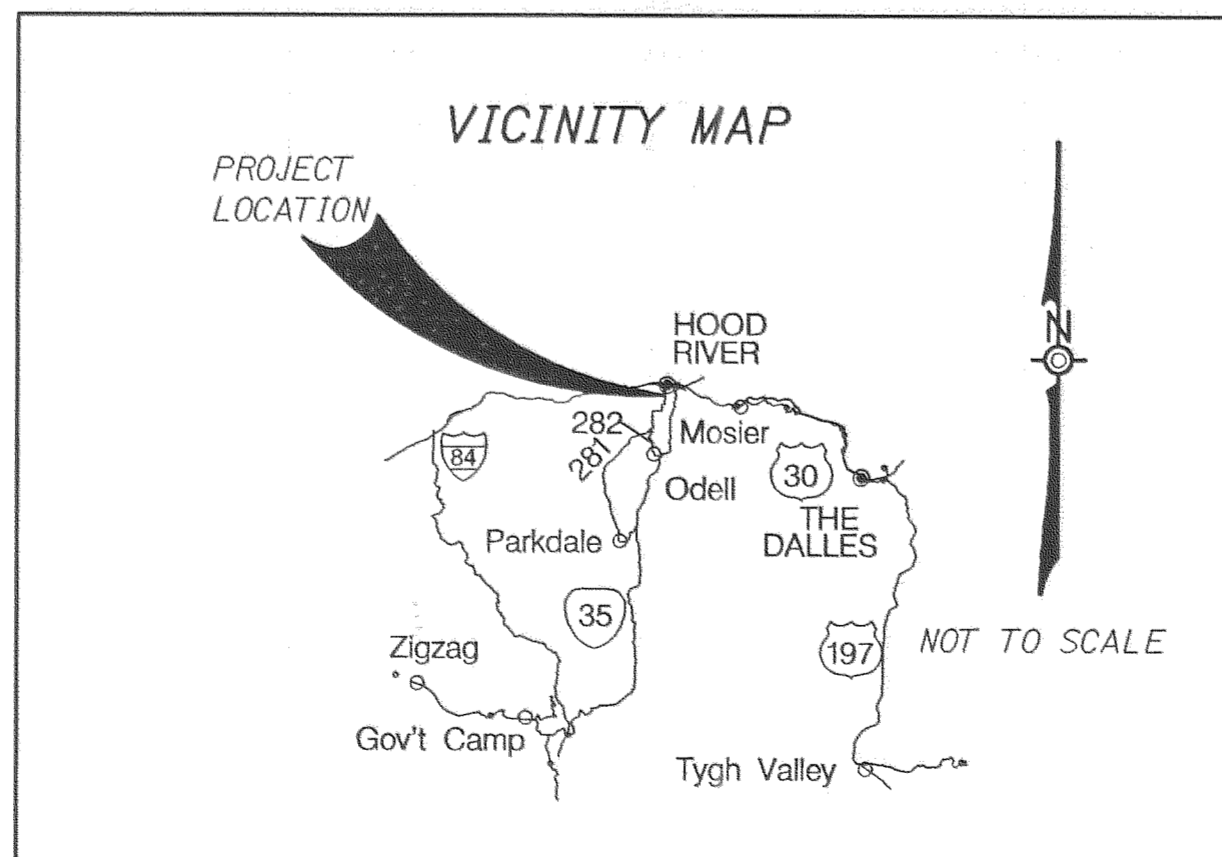 VICINITY MAP
PROJECT
LOCATION
N
HOOD
RIVER
282
281
Mosier
84
Odell
30
THE
DALLES
Parkdale
35
197
NOT TO SCALE
Zigzag
Gov't Camp
Tygh Valley